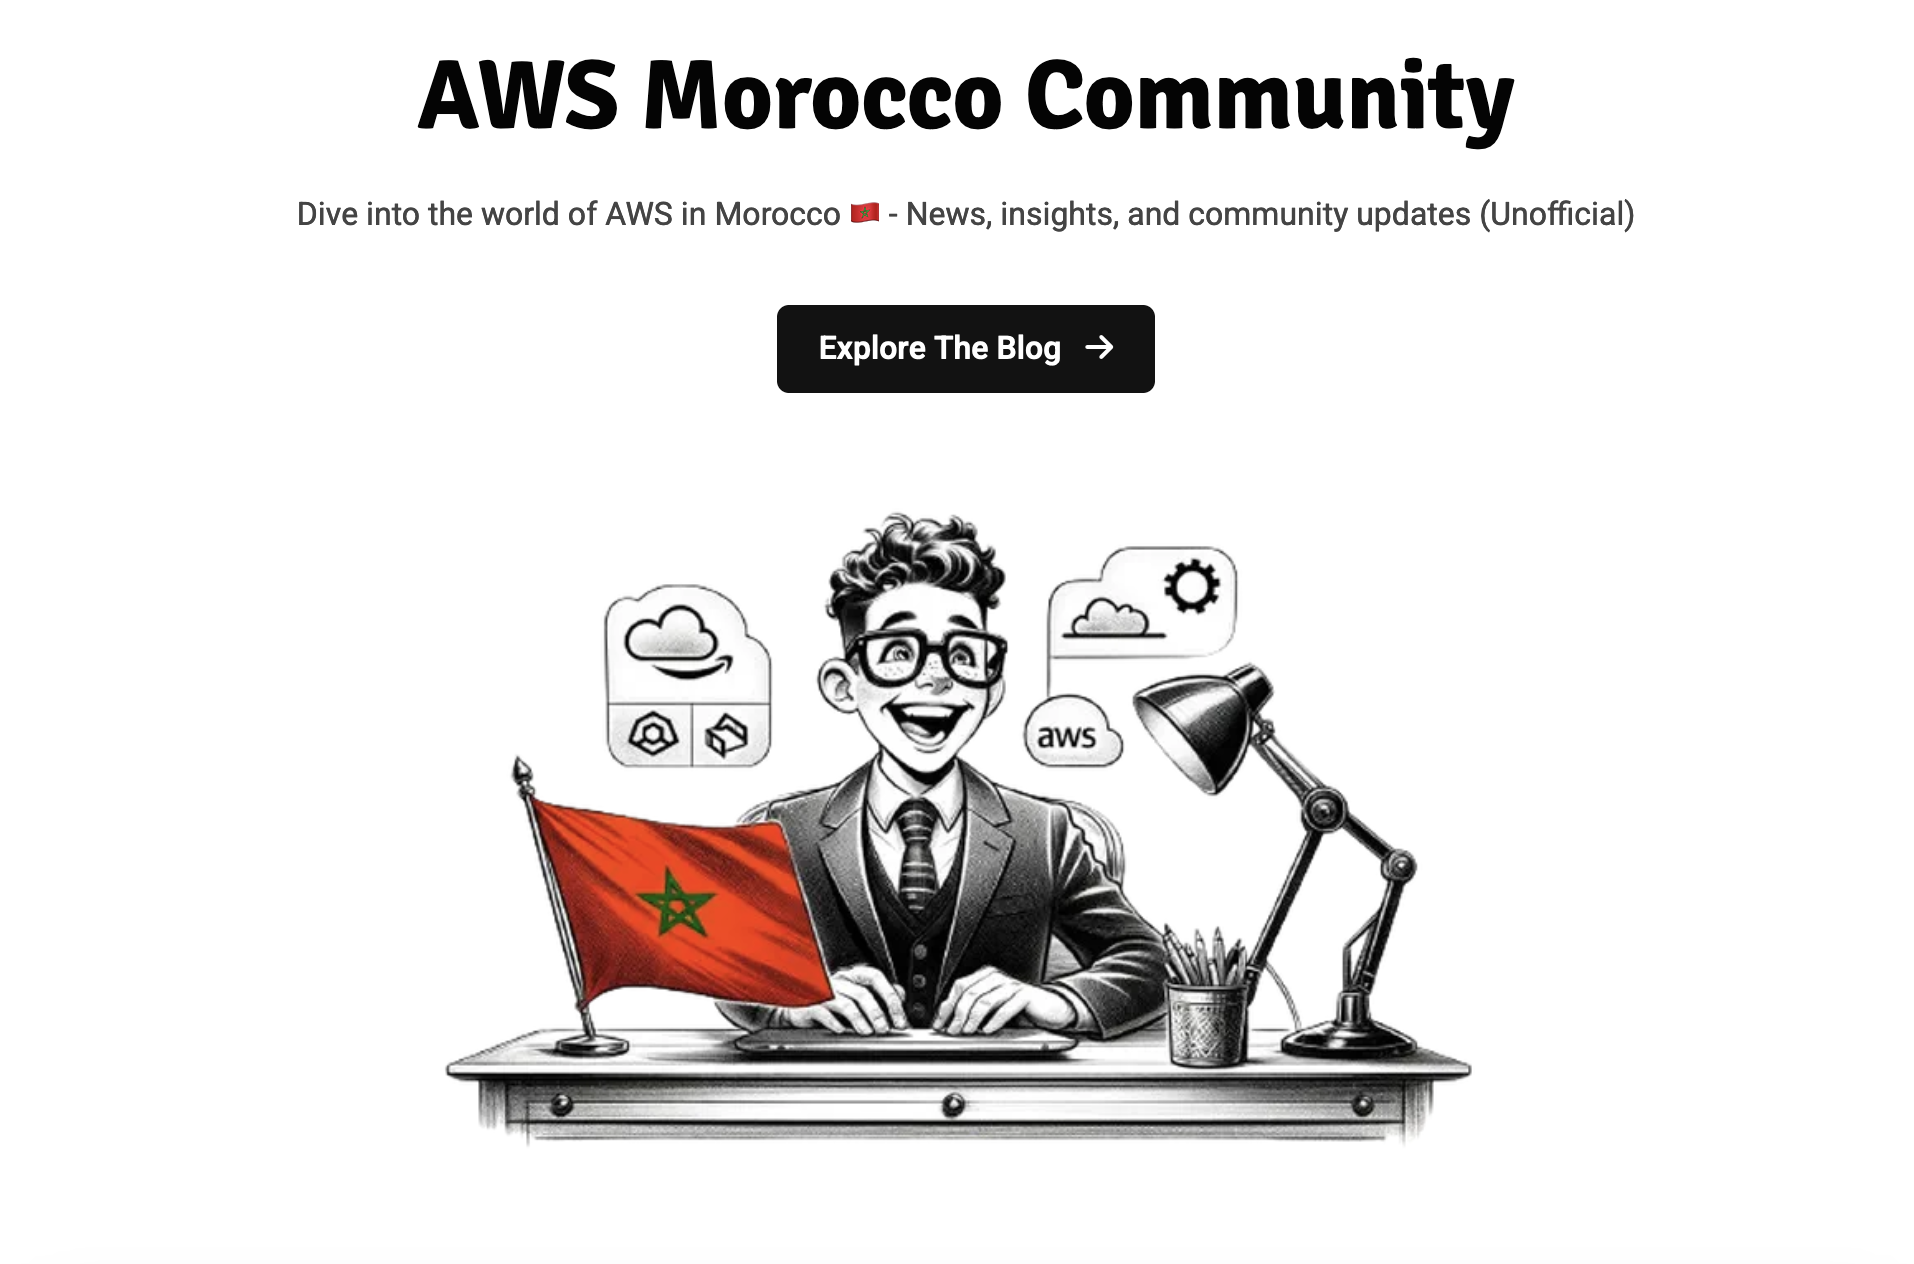 AWS Morocco Community
Dive into the world of AWS in Morocco 🇲🇦 - News, insights, and community updates (Unofficial)
Explore The Blog →
aws